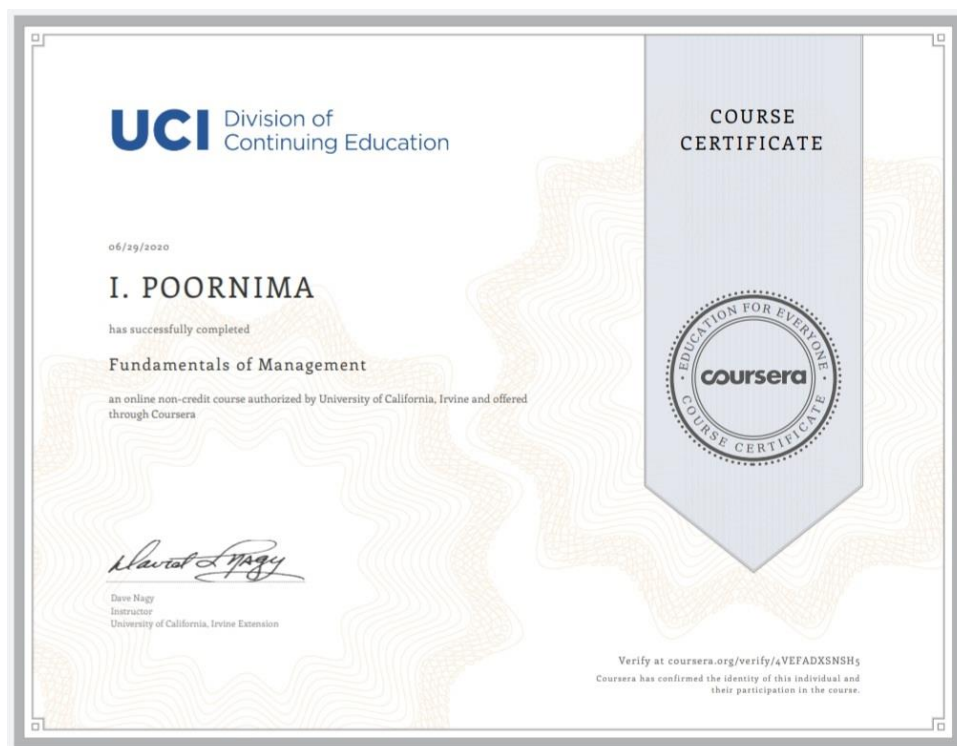 UCI Division of
Continuing Education
COURSE
CERTIFICATE
06/29/2020
I. POORNIMA
has successfully completed
Fundamentals of Management
an online non-credit course authorized by University of California, Irvine and offered
through Coursera
EDUCATION FOR EVERYONE
coursera
COURSE CERTIFICATE
David L Nagy
Dave Nagy
Instructor
University of California, Irvine Extension
Verify at coursera.org/verify/4VEFADXSNSH5
Coursera has confirmed the identity of this individual and
their participation in the course.